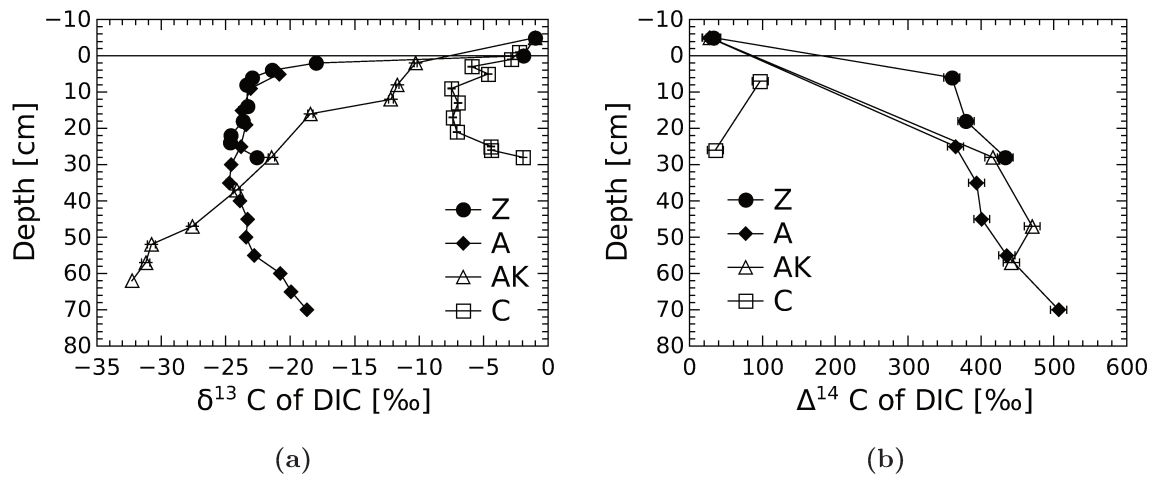 −10
0
10
20
30
40
50
60
70
80
Depth [cm]
−35 −30 −25 −20 −15 −10 −5 0
δ¹³ C of DIC [‰]
Z
A
AK
C
(a)
−10
0
10
20
30
40
50
60
70
80
Depth [cm]
0 100 200 300 400 500 600
Δ¹⁴ C of DIC [‰]
Z
A
AK
C
(b)